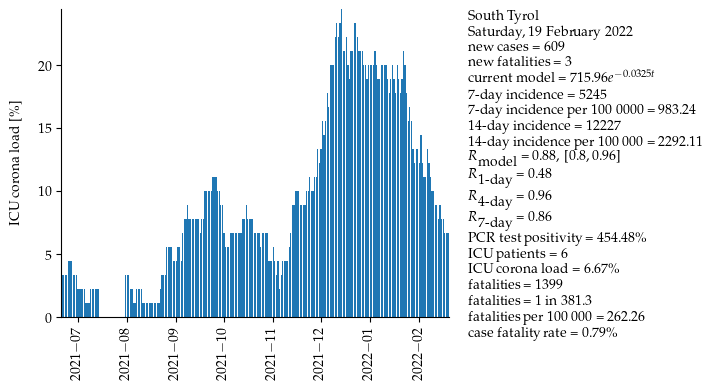 South Tyrol
Saturday, 19 February 2022
new cases = 609
new fatalities = 3
current model = 715.96e^−0.0325t
7-day incidence = 5245
7-day incidence per 100 0000 = 983.24
14-day incidence = 12227
14-day incidence per 100 000 = 2292.11
R_model = 0.88, [0.8, 0.96]
R_1-day = 0.48
R_4-day = 0.96
R_7-day = 0.86
PCR test positivity = 454.48%
ICU patients = 6
ICU corona load = 6.67%
fatalities = 1399
fatalities = 1 in 381.3
fatalities per 100 000 = 262.26
case fatality rate = 0.79%
ICU corona load [%]
20
15
10
5
0
2021−07
2021−08
2021−09
2021−10
2021−11
2021−12
2022−01
2022−02